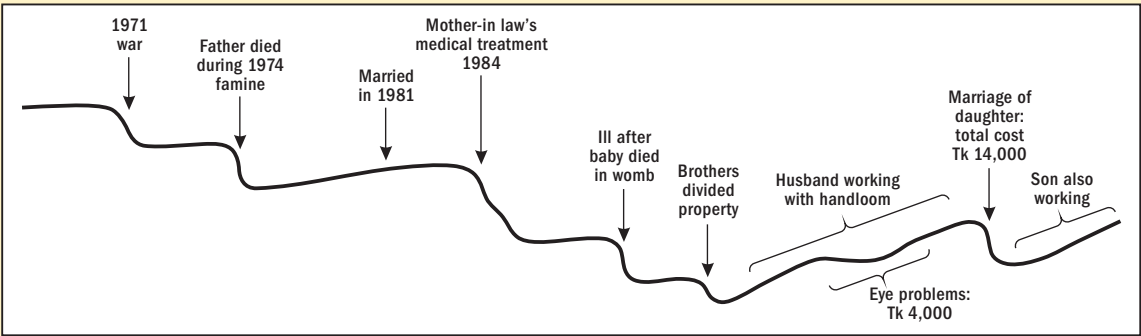 1971
war
Father died
during 1974
famine
Married
in 1981
Mother-in law’s
medical treatment
1984
Ill after
baby died
in womb
Brothers
divided
property
Husband working
with handloom
Eye problems:
Tk 4,000
Marriage of
daughter:
total cost
Tk 14,000
Son also
working